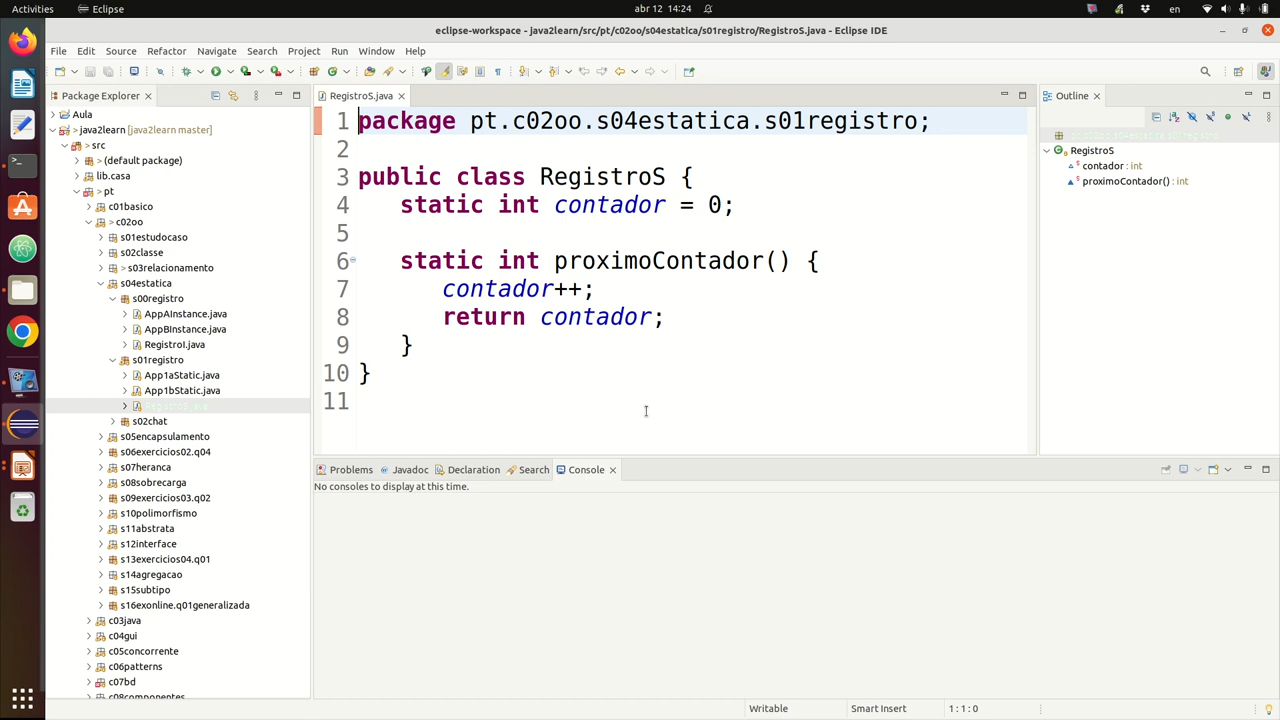 Activities
Eclipse
abr 12 14:24
en
eclipse-workspace - java2learn/src/pt/c02oo/s04estatica/s01registro/RegistroS.java - Eclipse IDE
File Edit Source Refactor Navigate Search Project Run Window Help
Package Explorer
Aula
> java2learn [java2learn master]
> src
> (default package)
lib.casa
> pt
c01basico
> c02oo
s01estudocaso
s02classe
> s03relacionamento
s04estatica
s00registro
AppAInstance.java
AppBInstance.java
RegistroI.java
s01registro
App1aStatic.java
App1bStatic.java
RegistroS.java
s02chat
s05encapsulamento
s06exercicios02.q04
s07heranca
s08sobrecarga
s09exercicios03.q02
s10polimorfismo
s11abstrata
s12interface
s13exercicios04.q01
s14agregacao
s15subtipo
s16exonline.q01generalizada
c03java
c04gui
c05concorrente
c06patterns
c07bd
c08componentes
RegistroS.java
1 package pt.c02oo.s04estatica.s01registro;
2
3 public class RegistroS {
4 static int contador = 0;
5
6 static int proximoContador() {
7 contador++;
8 return contador;
9 }
10 }
11
Outline
pt.c02oo.s04estatica.s01registro
RegistroS
contador : int
proximoContador() : int
Problems Javadoc Declaration Search Console
No consoles to display at this time.
Writable Smart Insert 1 : 1 : 0